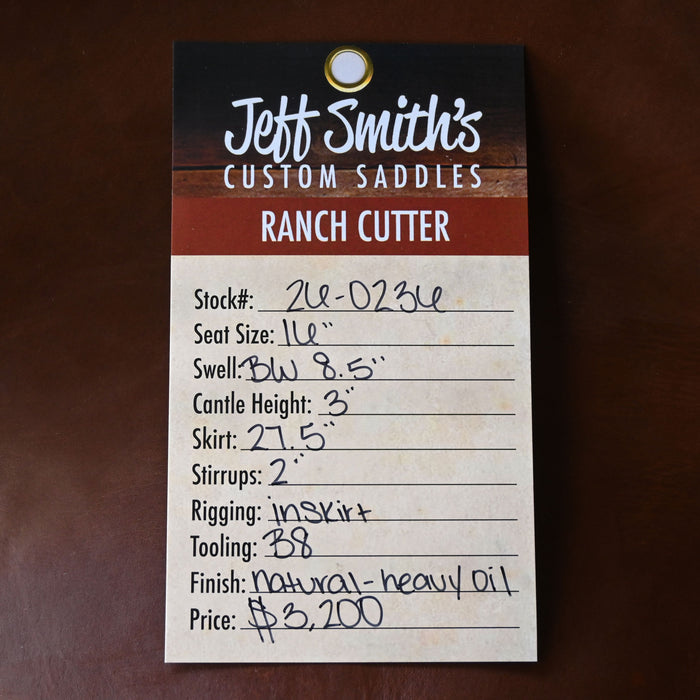 Jeff Smith's
CUSTOM SADDLES
RANCH CUTTER
Stock#: 26-0236
Seat Size: 16"
Swell: BW 8.5"
Cantle Height: 3"
Skirt: 27.5"
Stirrups: 2"
Rigging: inskirt
Tooling: B8
Finish: natural-heavy oil
Price: $3,200